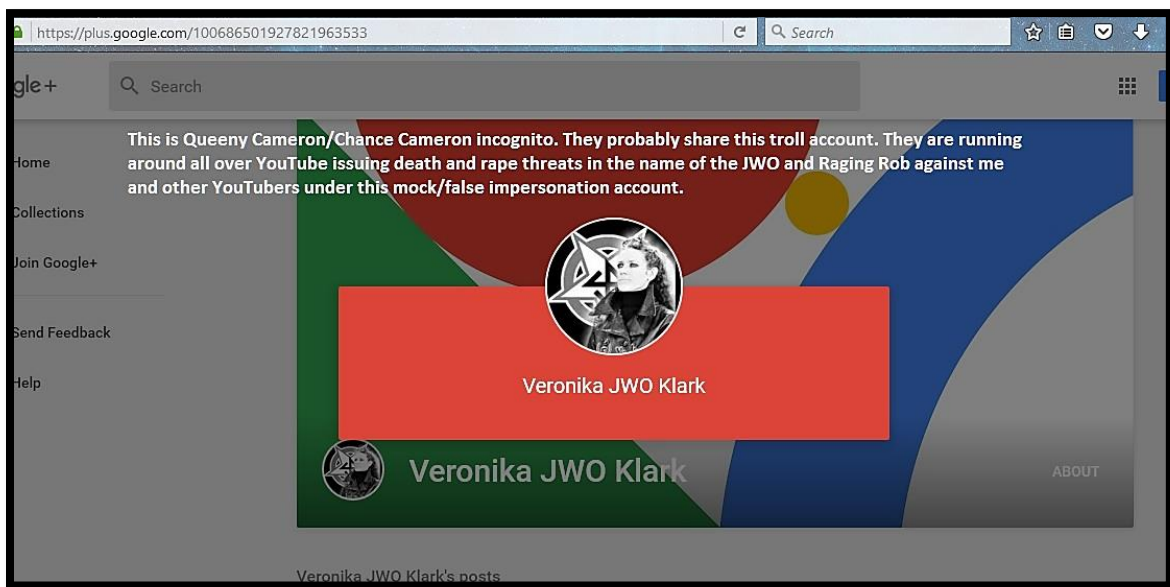 https://plus.google.com/100686501927821963533
Search
gle+
Search
This is Queeny Cameron/Chance Cameron incognito. They probably share this troll account. They are running
around all over YouTube issuing death and rape threats in the name of the JWO and Raging Rob against me
and other YouTubers under this mock/false impersonation account.
Home
Collections
Join Google+
Send Feedback
Help
Veronika JWO Klark
Veronika JWO Klark
ABOUT
Veronika JWO Klark's posts